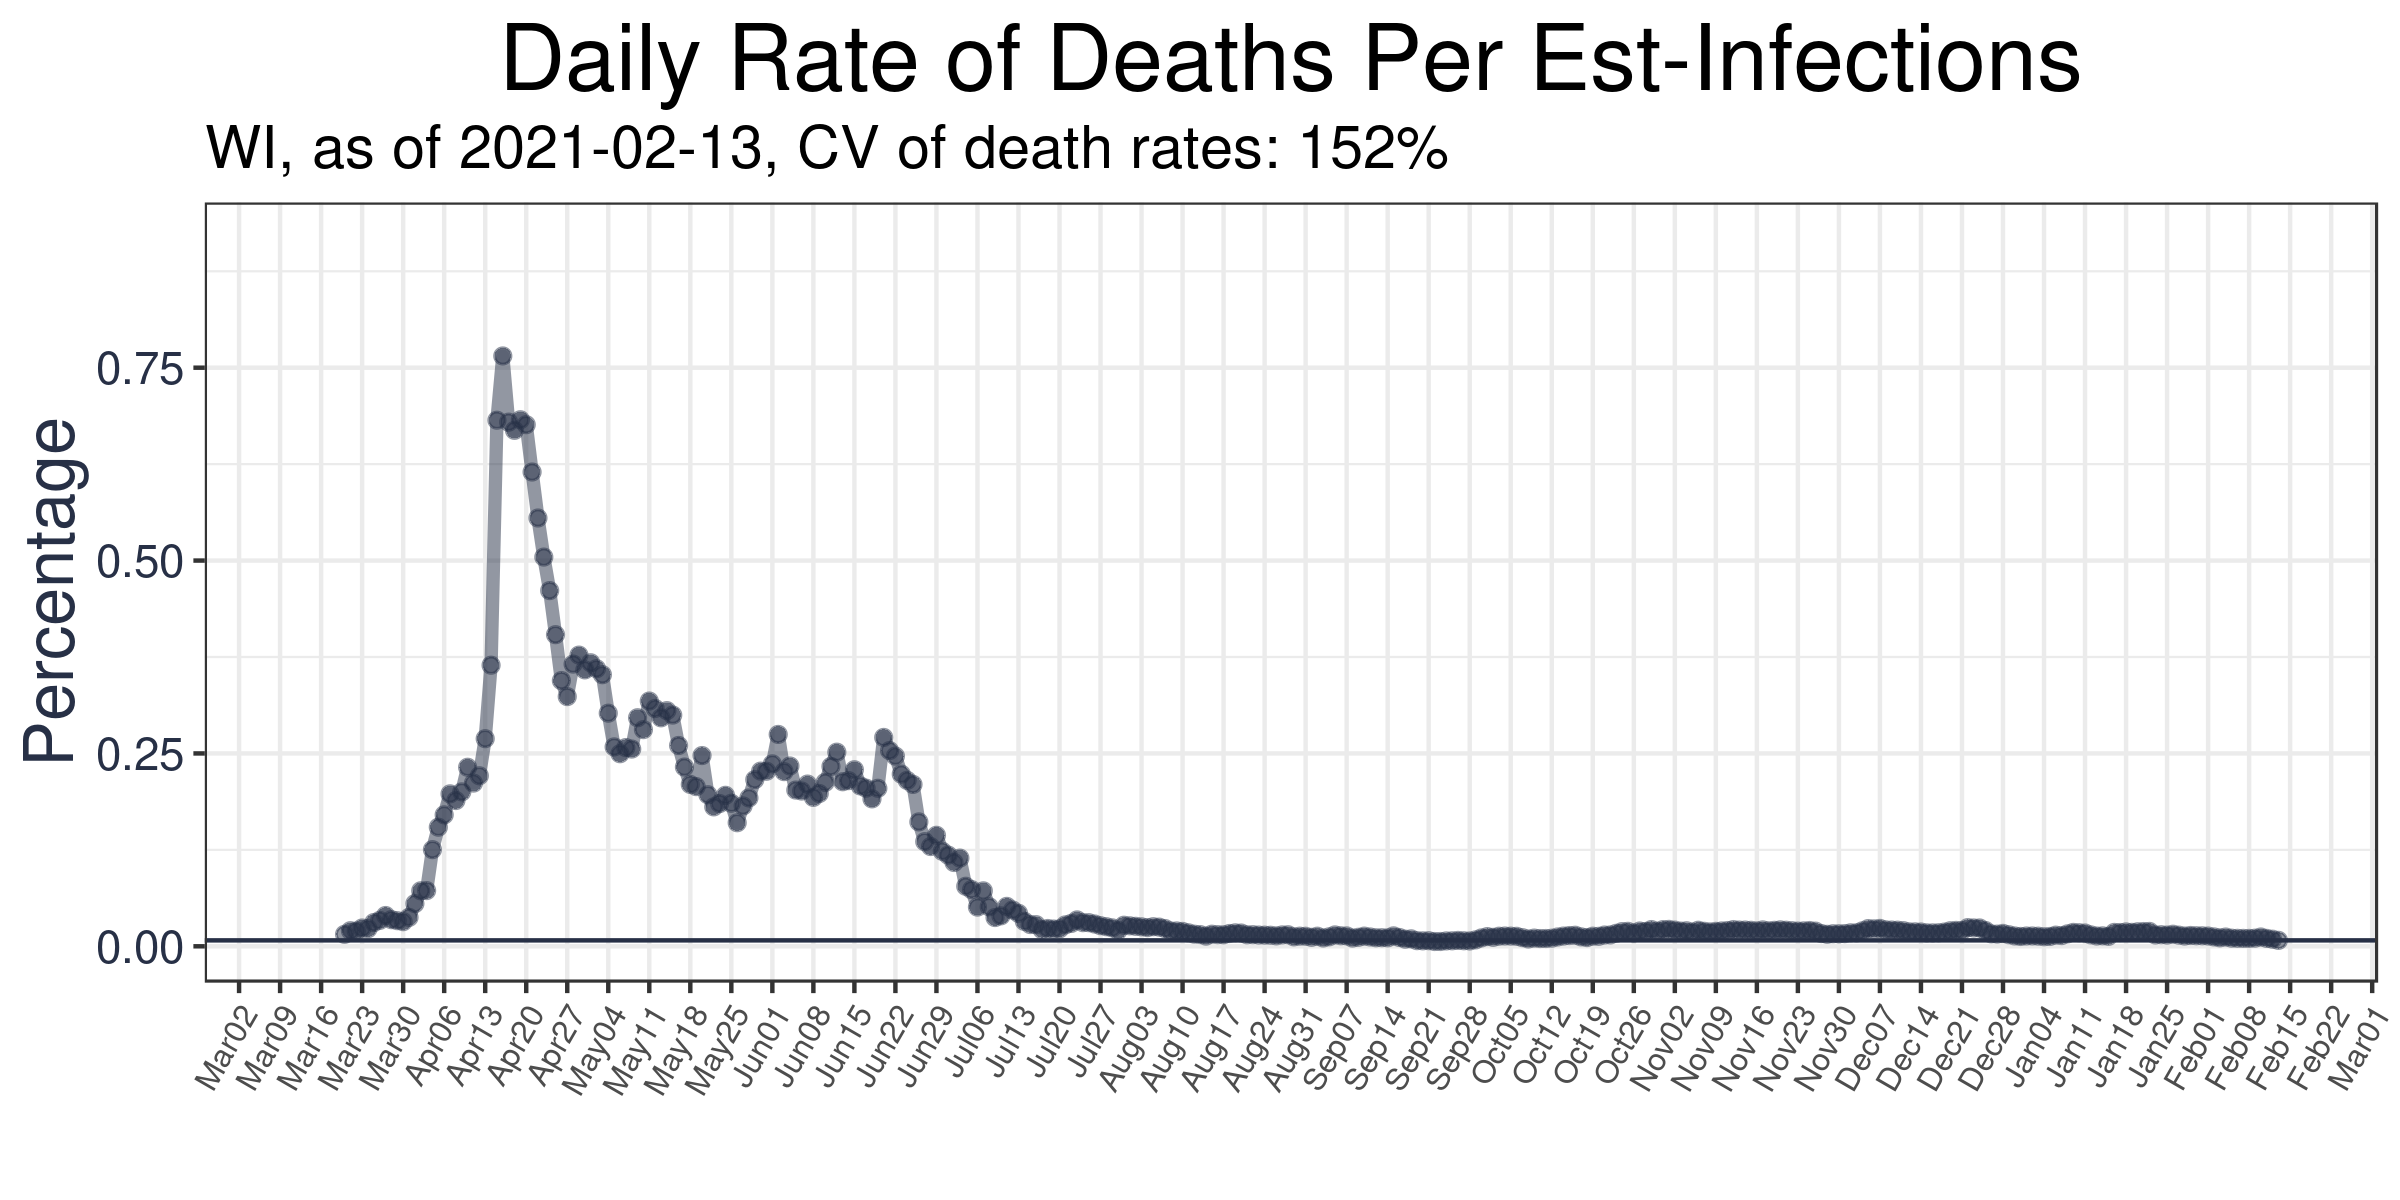 Daily Rate of Deaths Per Est-Infections
WI, as of 2021-02-13, CV of death rates: 152%
Percentage
0.75
0.50
0.25
0.00
Mar02
Mar09
Mar16
Mar23
Mar30
Apr06
Apr13
Apr20
Apr27
May04
May11
May18
May25
Jun01
Jun08
Jun15
Jun22
Jun29
Jul06
Jul13
Jul20
Jul27
Aug03
Aug10
Aug17
Aug24
Aug31
Sep07
Sep14
Sep21
Sep28
Oct05
Oct12
Oct19
Oct26
Nov02
Nov09
Nov16
Nov23
Nov30
Dec07
Dec14
Dec21
Dec28
Jan04
Jan11
Jan18
Jan25
Feb01
Feb08
Feb15
Feb22
Mar01